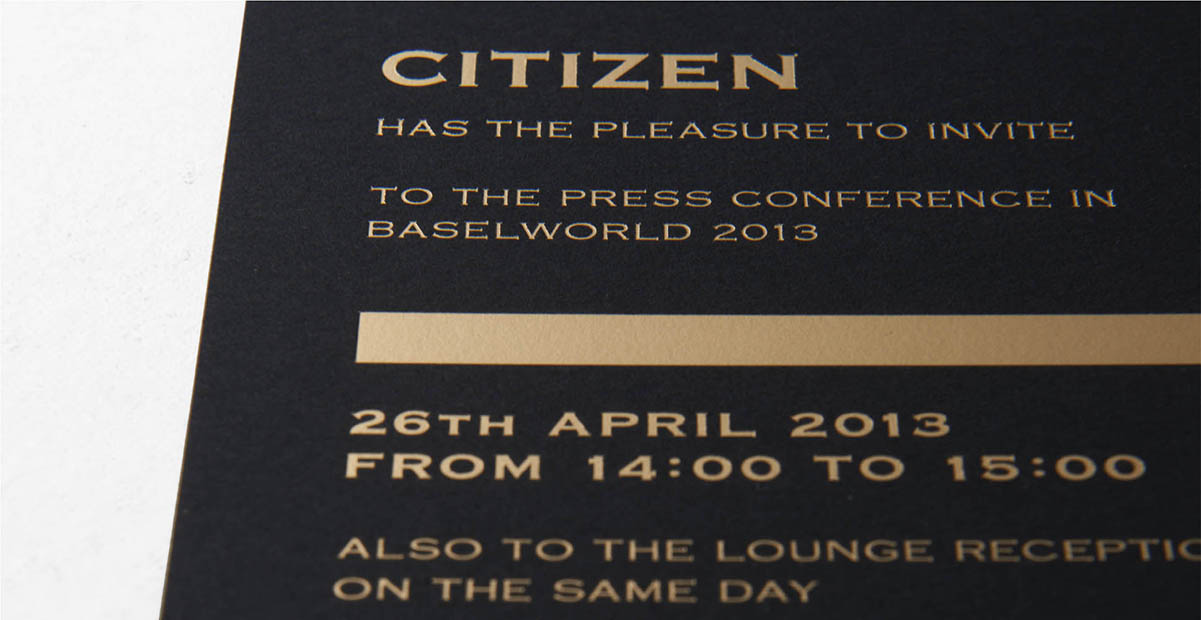 CITIZEN
HAS THE PLEASURE TO INVITE
TO THE PRESS CONFERENCE IN
BASELWORLD 2013
26TH APRIL 2013
FROM 14:00 TO 15:00
ALSO TO THE LOUNGE
ON THE SAME DAY